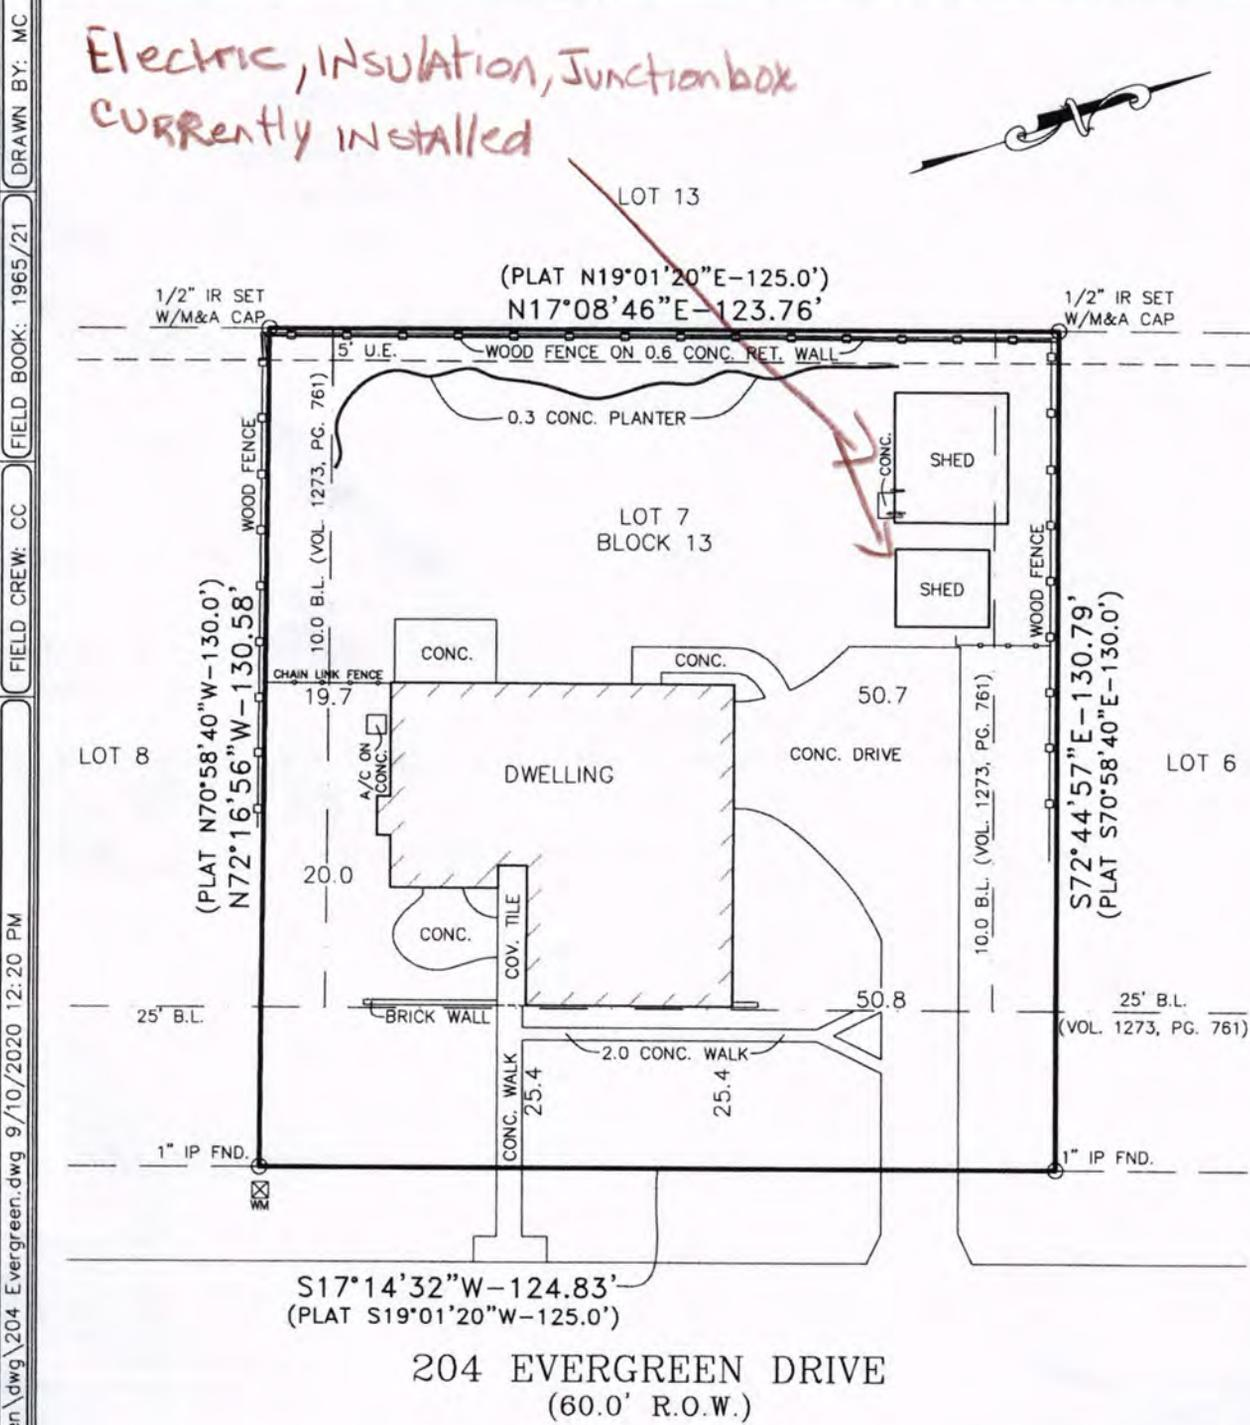 Electric, Insulation, Junction box
Currently Installed
DRAWN BY: MC
FIELD BOOK: 1965/21
FIELD CREW: CC
en\dwg\204 Evergreen.dwg 9/10/2020 12:20 PM
N
LOT 13
(PLAT N19°01'20"E-125.0')
N17°08'46"E-123.76'
1/2" IR SET
W/M&A CAP
1/2" IR SET
W/M&A CAP
5' U.E.
WOOD FENCE ON 0.6 CONC. RET. WALL
0.3 CONC. PLANTER
WOOD FENCE
10.0 B.L. (VOL. 1273, PG. 761)
CONC.
SHED
LOT 7
BLOCK 13
SHED
WOOD FENCE
(PLAT N70°58'40"W-130.0')
N72°16'56"W-130.58'
S72°44'57"E-130.79'
(PLAT S70°58'40"E-130.0')
CONC.
CONC.
CHAIN LINK FENCE
19.7
50.7
LOT 8
A/C ON
CONC.
DWELLING
CONC. DRIVE
10.0 B.L. (VOL. 1273, PG. 761)
LOT 6
20.0
CONC.
COV. TILE
50.8
25' B.L.
BRICK WALL
25' B.L.
(VOL. 1273, PG. 761)
2.0 CONC. WALK
CONC. WALK
25.4
25.4
1" IP FND.
1" IP FND.
WM
S17°14'32"W-124.83'
(PLAT S19°01'20"W-125.0')
204 EVERGREEN DRIVE
(60.0' R.O.W.)